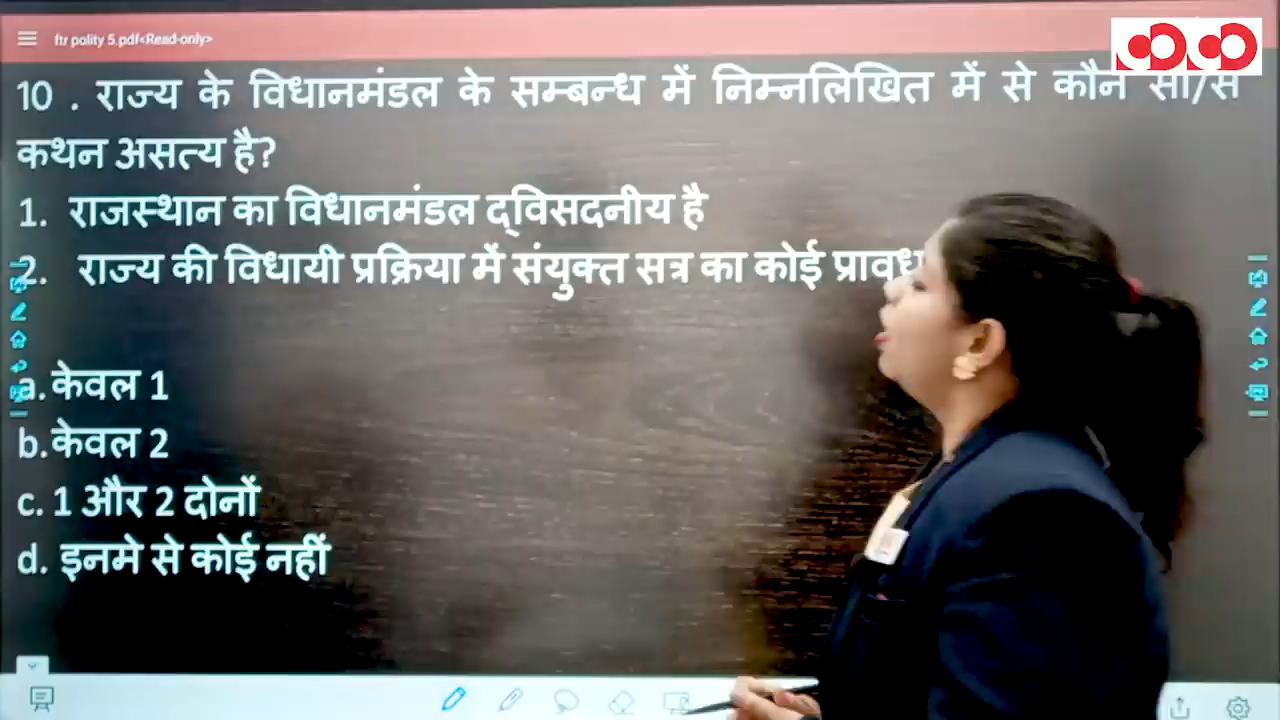 ftr polity 5.pdf<Read-only>
10 . राज्य के विधानमंडल के सम्बन्ध में निम्नलिखित में से कौन सा/से
कथन असत्य है?
1. राजस्थान का विधानमंडल द्विसदनीय है
2. राज्य की विधायी प्रक्रिया में संयुक्त सत्र का कोई
a. केवल 1
b.केवल 2
c. 1 और 2 दोनों
d. इनमे से कोई नहीं